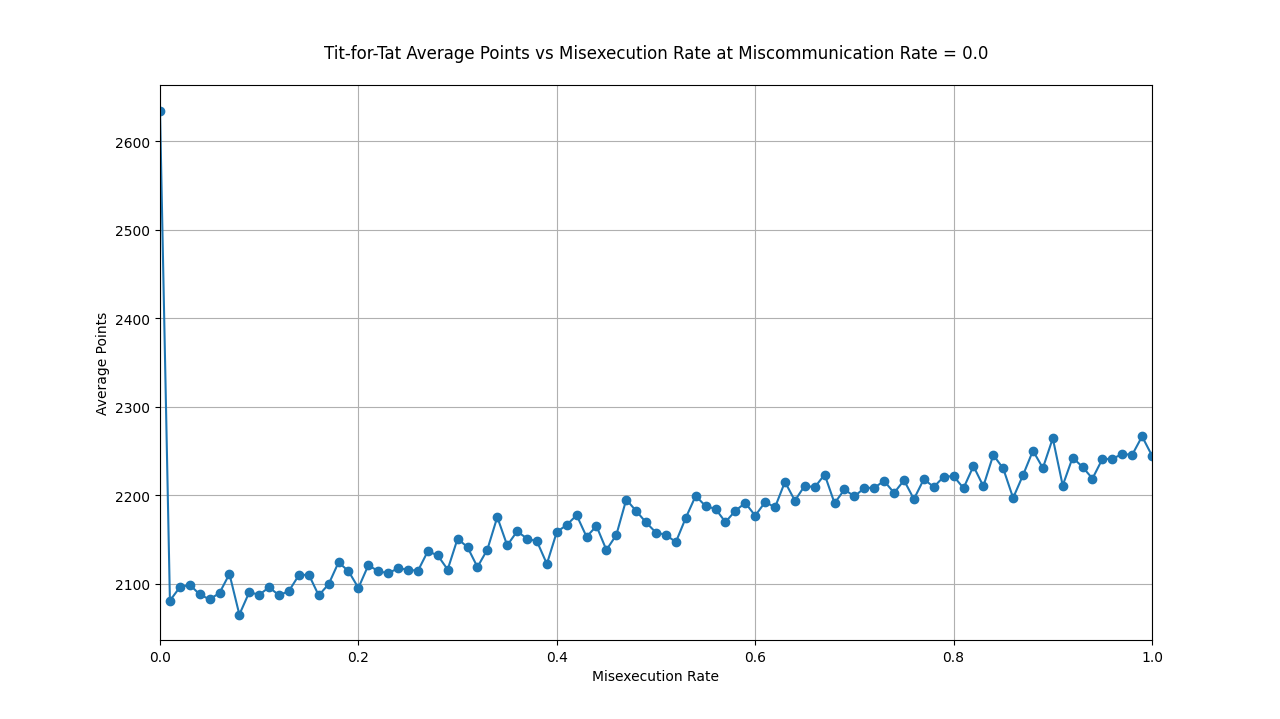 Tit-for-Tat Average Points vs Misexecution Rate at Miscommunication Rate = 0.0
2600
2500
2400
2300
2200
2100
Average Points
0.0 0.2 0.4 0.6 0.8 1.0
Misexecution Rate